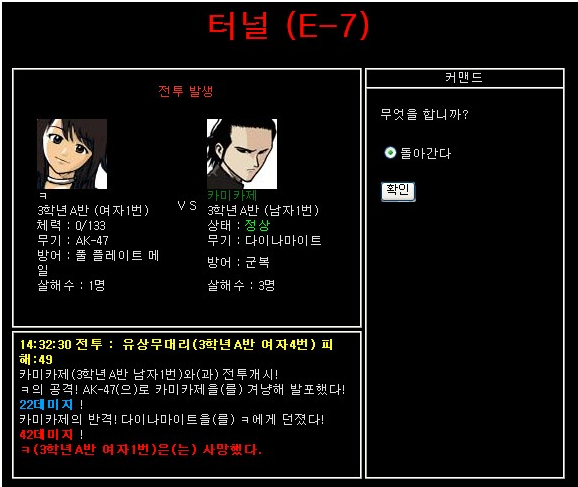 터널 (E-7)
전투 발생
ㅋ
3학년A반 (여자1번)
체력 : 0/133
무기 : AK-47
방어 : 풀 플레이트 메
일
살해수 : 1명
V S
카미카제
3학년A반 (남자1번)
상태 : 정상
무기 : 다이나마이트
방어 : 군복
살해수 : 3명
커맨드
무엇을 합니까?
돌아간다
확인
14:32:30 전투 : 유상무대리(3학년A반 여자4번) 피
해:49
카미카제(3학년A반 남자1번)와(과) 전투개시!
ㅋ의 공격! AK-47(으)로 카미카제을(를) 겨냥해 발포했다!
22데미지 !
카미카제의 반격! 다이나마이트을(를) ㅋ에게 던졌다!
42데미지 !
ㅋ(3학년A반 여자1번)은(는) 사망했다.